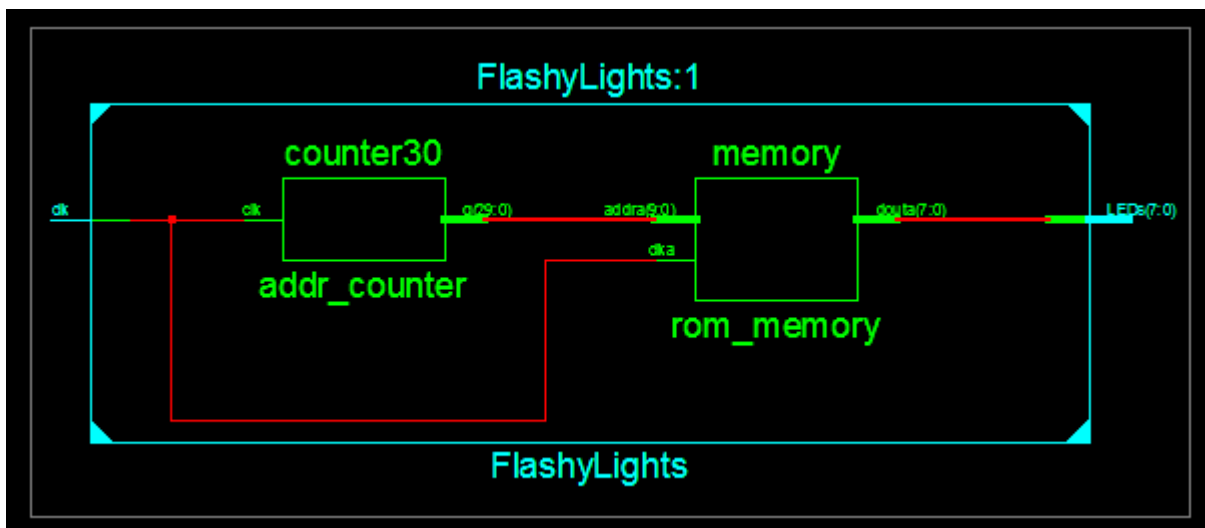 FlashyLights:1
counter30
memory
clk
clk
q(29:0)
addra(9:0)
douta(7:0)
LEDs(7:0)
clka
addr_counter
rom_memory
FlashyLights